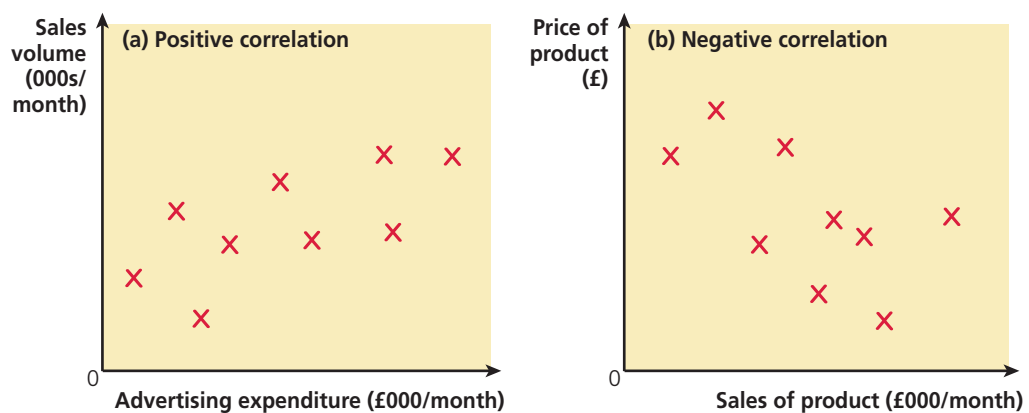 Sales
volume
(000s/
month)
(a) Positive correlation
0
Advertising expenditure (£000/month)
Price of
product
(£)
(b) Negative correlation
0
Sales of product (£000/month)